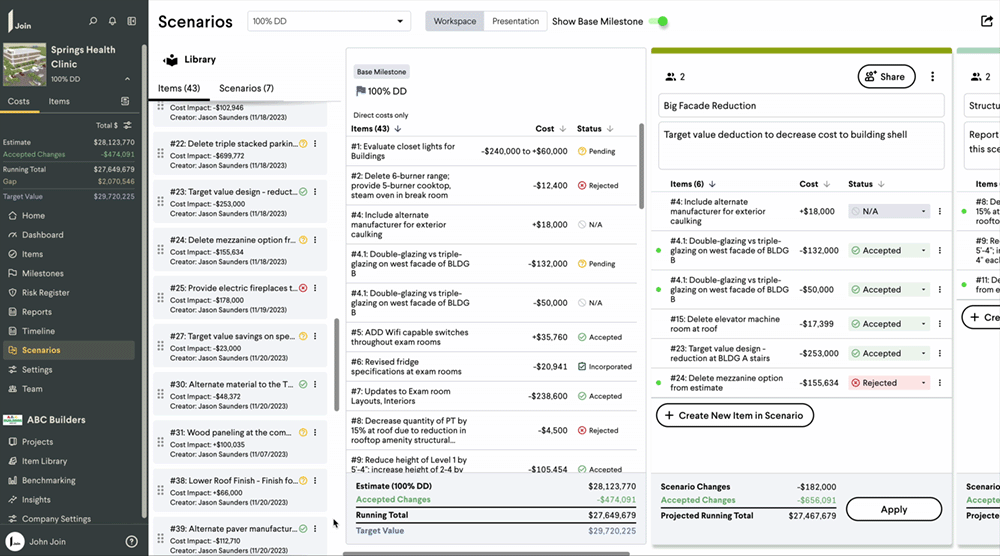 Join
Springs Health
Clinic
100% DD
Costs
Items
Total $
Estimate $28,123,770
Accepted Changes -$474,091
Running Total $27,649,679
Gap $2,070,546
Target Value $29,720,225
Home
Dashboard
Items
Milestones
Risk Register
Reports
Timeline
Scenarios
Settings
Team
ABC Builders
Projects
Item Library
Benchmarking
Insights
Company Settings
John Join
Scenarios
100% DD
Workspace
Presentation
Show Base Milestone
Library
Items (43)
Scenarios (7)
Cost Impact: -$102,946
Creator: Jason Saunders (11/18/2023)
#22: Delete triple stacked parkin...
Cost Impact: -$699,772
Creator: Jason Saunders (11/18/2023)
#23: Target value design - reduct...
Cost Impact: -$253,000
Creator: Jason Saunders (11/18/2023)
#24: Delete mezzanine option fr...
Cost Impact: -$155,634
Creator: Jason Saunders (11/18/2023)
#25: Provide electric fireplaces t...
Cost Impact: -$178,000
Creator: Jason Saunders (11/18/2023)
#27: Target value savings on spe...
Cost Impact: -$23,000
Creator: Jason Saunders (11/20/2023)
#30: Alternate material to the T...
Cost Impact: -$48,372
Creator: Jason Saunders (11/20/2023)
#31: Wood paneling at the com...
Cost Impact: +$100,035
Creator: Jason Saunders (11/07/2023)
#38: Lower Roof Finish - Finish fo...
Cost Impact: +$66,000
Creator: Jason Saunders (11/20/2023)
#39: Alternate paver manufactur...
Cost Impact: -$112,710
Creator: Jason Saunders (11/20/2023)
Base Milestone
100% DD
Direct costs only
Items (43) Cost Status
#1: Evaluate closet lights for
Buildings
-$240,000 to +$60,000 Pending
#2: Delete 6-burner range;
provide 5-burner cooktop,
steam oven in break room
-$12,400 Rejected
#4: Include alternate
manufacturer for exterior
caulking
+$18,000 N/A
#4.1: Double-glazing vs triple-
glazing on west facade of BLDG
B
-$132,000 Pending
#4.1: Double-glazing vs triple-
glazing on west facade of BLDG
B
-$50,000 N/A
#5: ADD Wifi capable switches
throughout exam rooms
+$35,760 Accepted
#6: Revised fridge
specifications at exam rooms
-$20,941 Incorporated
#7: Updates to Exam room
Layouts, Interiors
-$238,600 Accepted
#8: Decrease quantity of PT by
15% at roof due to reduction in
rooftop amenity structural...
-$4,500 Rejected
#9: Reduce height of Level 1 by
5'-4"; increase height of 2-4 by
-$105,454 Accepted
Estimate (100% DD) $28,123,770
Accepted Changes -$474,091
Running Total $27,649,679
Target Value $29,720,225
2
Share
Big Facade Reduction
Target value deduction to decrease cost to building shell
Items (6) Cost Status
#4: Include alternate
manufacturer for exterior
caulking
+$18,000 N/A
#4.1: Double-glazing vs triple-
glazing on west facade of BLDG
B
-$132,000 Accepted
#4.1: Double-glazing vs triple-
glazing on west facade of BLDG
B
-$50,000 Accepted
#15: Delete elevator machine
room at roof
-$17,399 Accepted
#23: Target value design -
reduction at BLDG A stairs
-$253,000 Accepted
#24: Delete mezzanine option
from estimate
-$155,634 Rejected
+ Create New Item in Scenario
Scenario Changes -$182,000
Accepted Changes -$656,091
Projected Running Total $27,467,679
Apply
2
Structu
Report
this sce
Items (
#8: De
15% at
rooftop
#9: Re
5'-4"; in
4" each
#11: De
from e
+ Cre
Scenario
Accepted
Projected